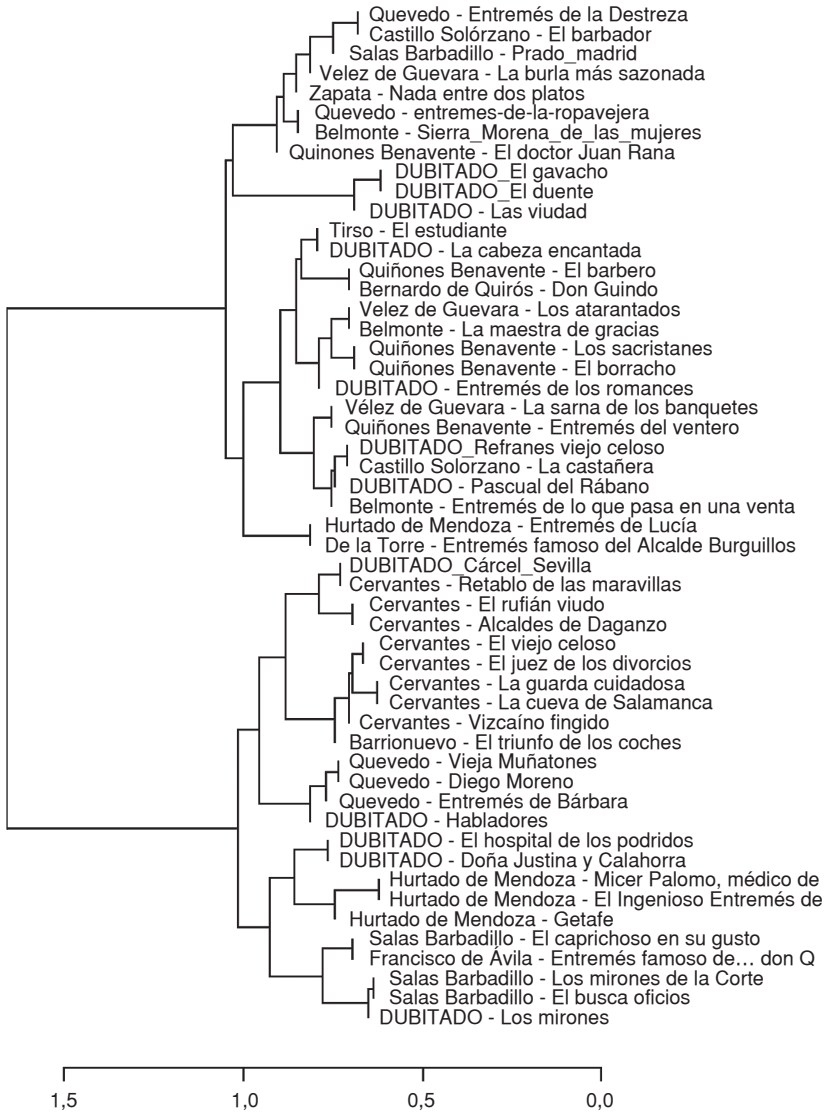 Quevedo - Entremés de la Destreza
Castillo Solórzano - El barbador
Salas Barbadillo - Prado_madrid
Velez de Guevara - La burla más sazonada
Zapata - Nada entre dos platos
Quevedo - entremes-de-la-ropavejera
Belmonte - Sierra_Morena_de_las_mujeres
Quinones Benavente - El doctor Juan Rana
DUBITADO_El gavacho
DUBITADO_El duente
DUBITADO - Las viudad
Tirso - El estudiante
DUBITADO - La cabeza encantada
Quiñones Benavente - El barbero
Bernardo de Quirós - Don Guindo
Velez de Guevara - Los atarantados
Belmonte - La maestra de gracias
Quiñones Benavente - Los sacristanes
Quiñones Benavente - El borracho
DUBITADO - Entremés de los romances
Vélez de Guevara - La sarna de los banquetes
Quiñones Benavente - Entremés del ventero
DUBITADO_Refranes viejo celoso
Castillo Solorzano - La castañera
DUBITADO - Pascual del Rábano
Belmonte - Entremés de lo que pasa en una venta
Hurtado de Mendoza - Entremés de Lucía
De la Torre - Entremés famoso del Alcalde Burguillos
DUBITADO_Cárcel_Sevilla
Cervantes - Retablo de las maravillas
Cervantes - El rufián viudo
Cervantes - Alcaldes de Daganzo
Cervantes - El viejo celoso
Cervantes - El juez de los divorcios
Cervantes - La guarda cuidadosa
Cervantes - La cueva de Salamanca
Cervantes - Vizcaíno fingido
Barrionuevo - El triunfo de los coches
Quevedo - Vieja Muñatones
Quevedo - Diego Moreno
Quevedo - Entremés de Bárbara
DUBITADO - Habladores
DUBITADO - El hospital de los podridos
DUBITADO - Doña Justina y Calahorra
Hurtado de Mendoza - Micer Palomo, médico de
Hurtado de Mendoza - El Ingenioso Entremés de
Hurtado de Mendoza - Getafe
Salas Barbadillo - El caprichoso en su gusto
Francisco de Ávila - Entremés famoso de… don Q
Salas Barbadillo - Los mirones de la Corte
Salas Barbadillo - El busca oficios
DUBITADO - Los mirones
1,5 1,0 0,5 0,0